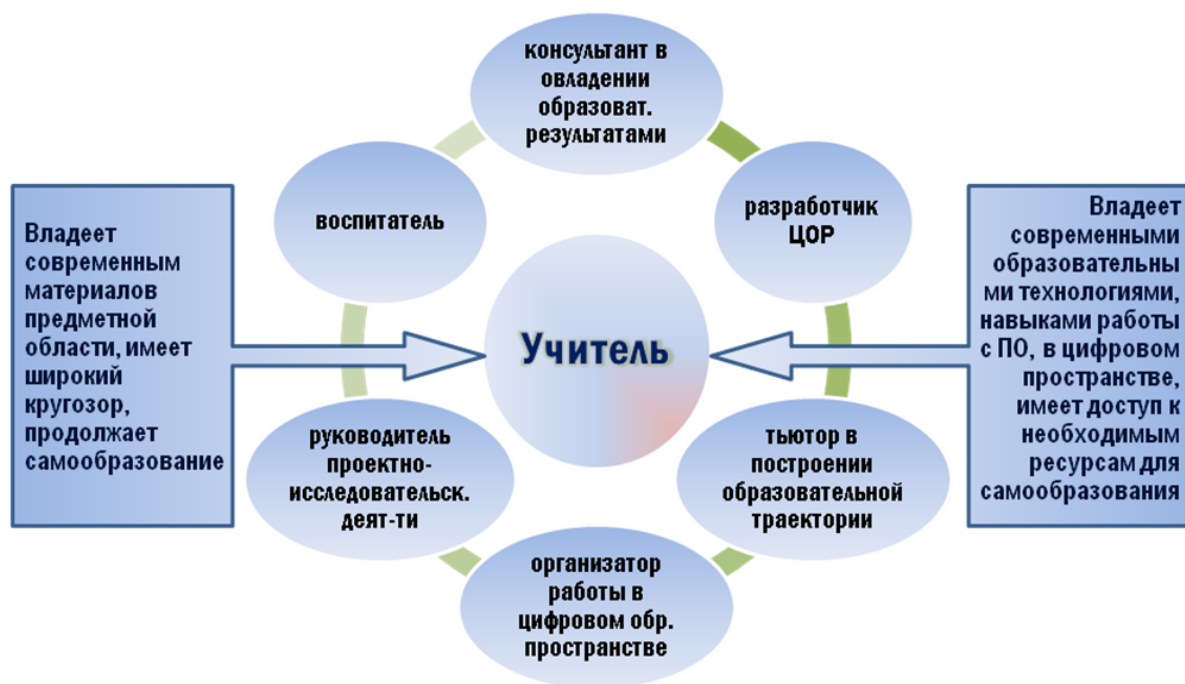 консультант в
овладении
образоват.
результатами
воспитатель
разработчик
ЦОР
Владеет
современным
материалов
предметной
области, имеет
широкий
кругозор,
продолжает
самообразование
Учитель
Владеет
современными
образовательны
ми технологиями,
навыками работы
с ПО, в цифровом
пространстве,
имеет доступ к
необходимым
ресурсам для
самообразования
руководитель
проектно-
исследовательск.
деят-ти
тьютор в
построении
образовательной
траектории
организатор
работы в
цифровом обр.
пространстве